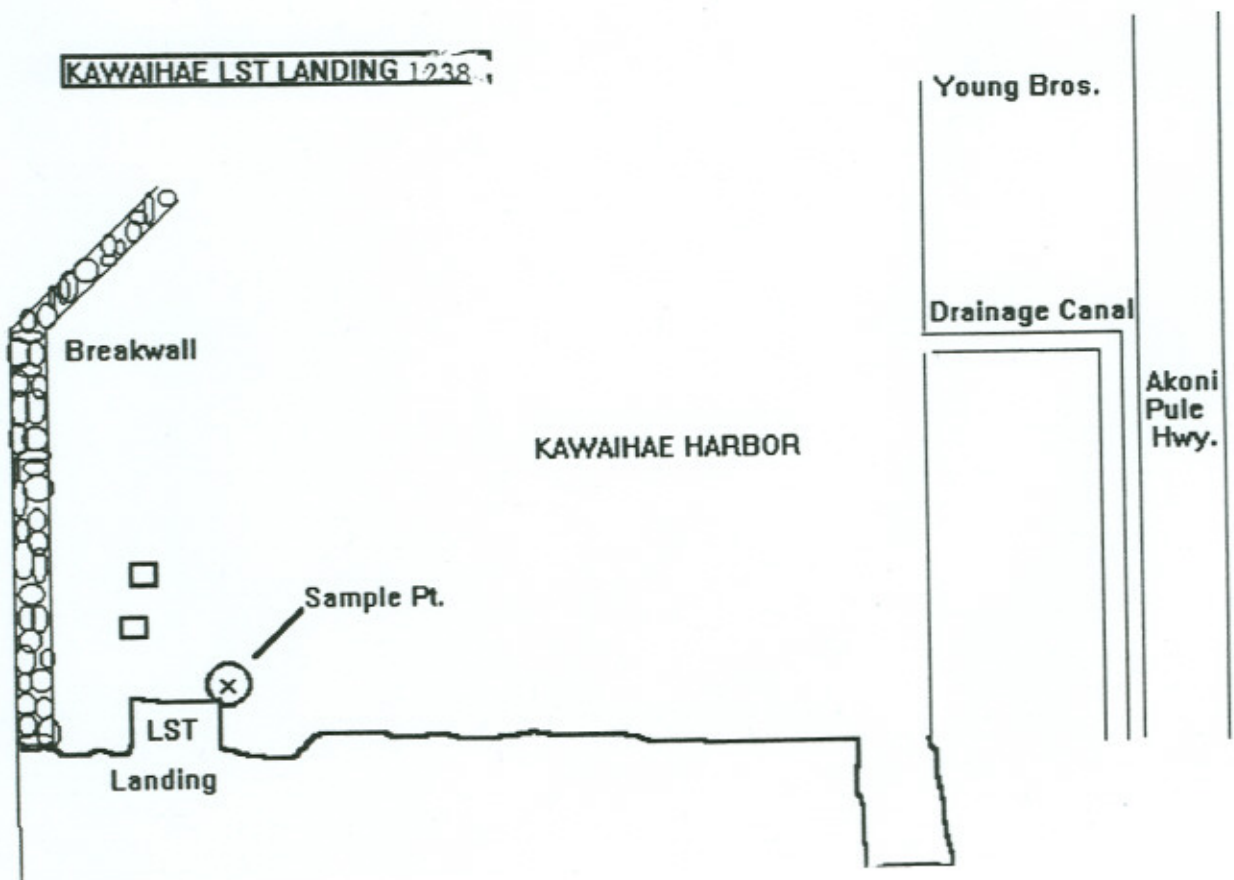 KAWAIHAE LST LANDING 1238
Young Bros.
Drainage Canal
Breakwall
Akoni
Pule
Hwy.
KAWAIHAE HARBOR
Sample Pt.
X
LST
Landing